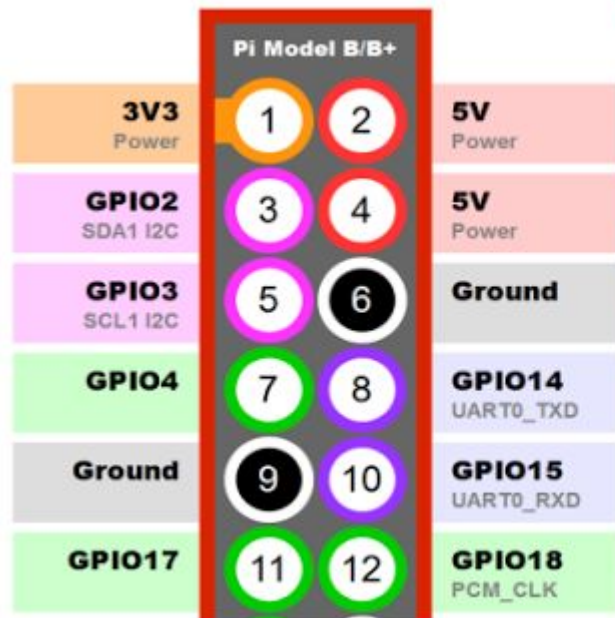 Pi Model B/B+
3V3
Power
1
2
5V
Power
GPIO2
SDA1 I2C
3
4
5V
Power
GPIO3
SCL1 I2C
5
6
Ground
GPIO4
7
8
GPIO14
UART0_TXD
Ground
9
10
GPIO15
UART0_RXD
GPIO17
11
12
GPIO18
PCM_CLK